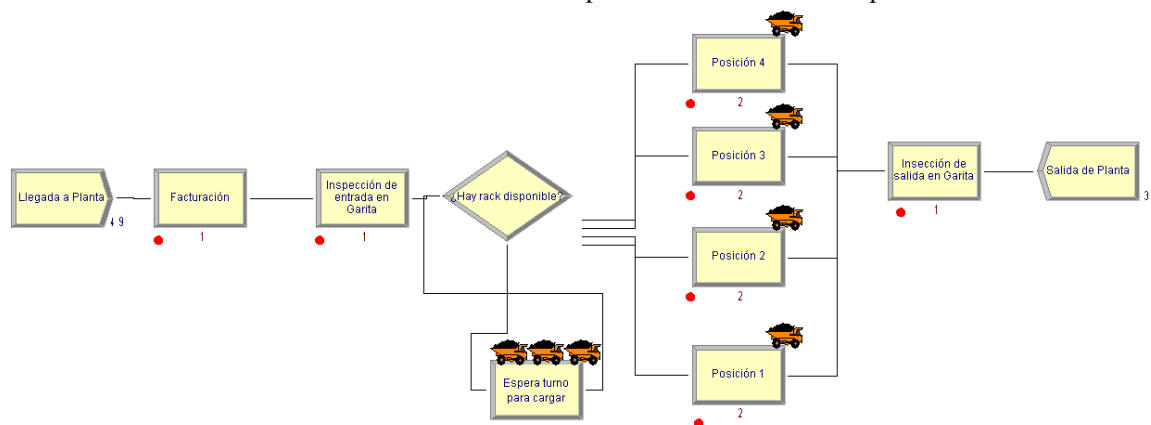 Llegada a Planta
9
Facturación
1
Inspección de
entrada en
Garita
1
¿Hay rack disponible?
Espera turno
para cargar
Posición 4
2
Posición 3
2
Posición 2
2
Posición 1
2
Insección de
salida en Garita
1
Salida de Planta
3